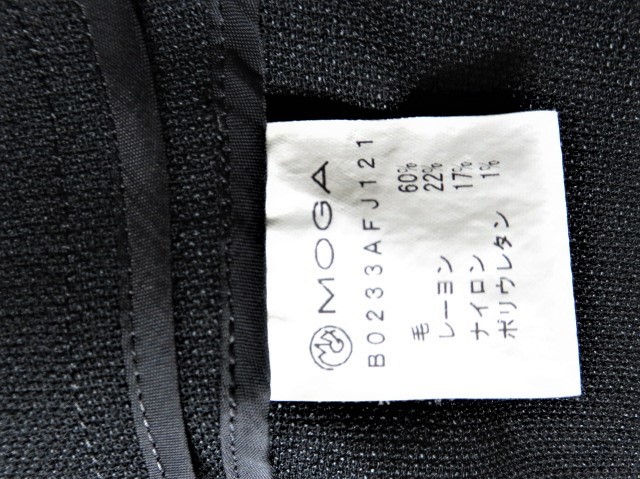 MOGA
B0233AFJ121
毛 60%
レーヨン 22%
ナイロン 17%
ポリウレタン 1%